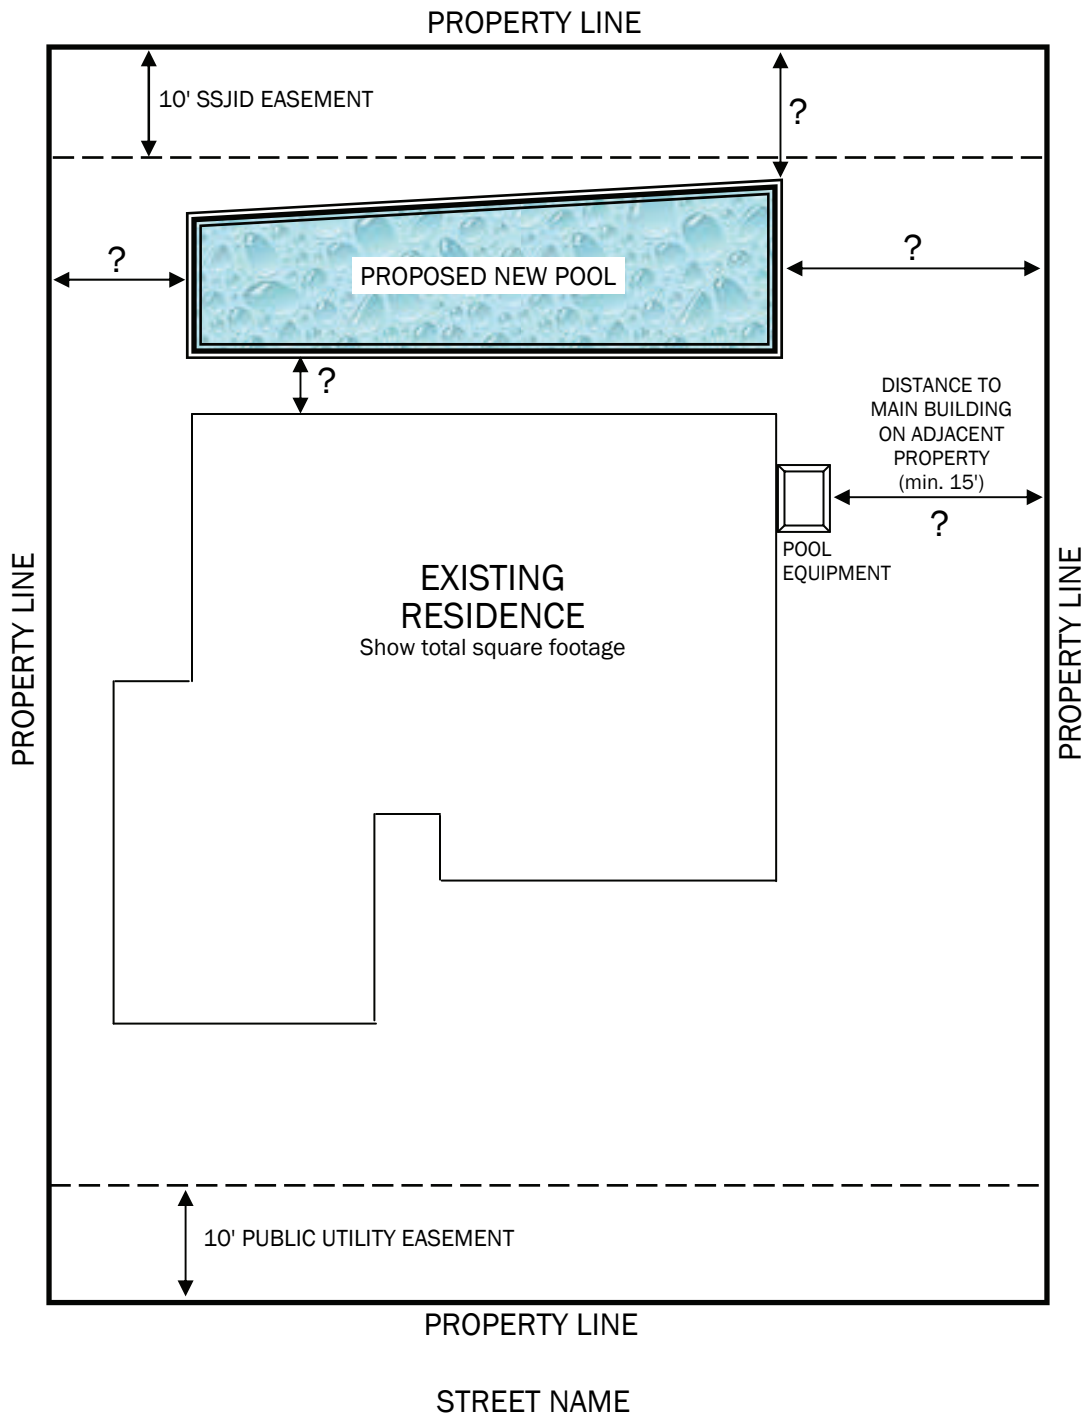 PROPERTY LINE
10' SSJID EASEMENT
?
?
?
PROPOSED NEW POOL
?
DISTANCE TO
MAIN BUILDING
ON ADJACENT
PROPERTY
(min. 15')
?
POOL
EQUIPMENT
EXISTING
RESIDENCE
Show total square footage
PROPERTY LINE
PROPERTY LINE
10' PUBLIC UTILITY EASEMENT
PROPERTY LINE
STREET NAME